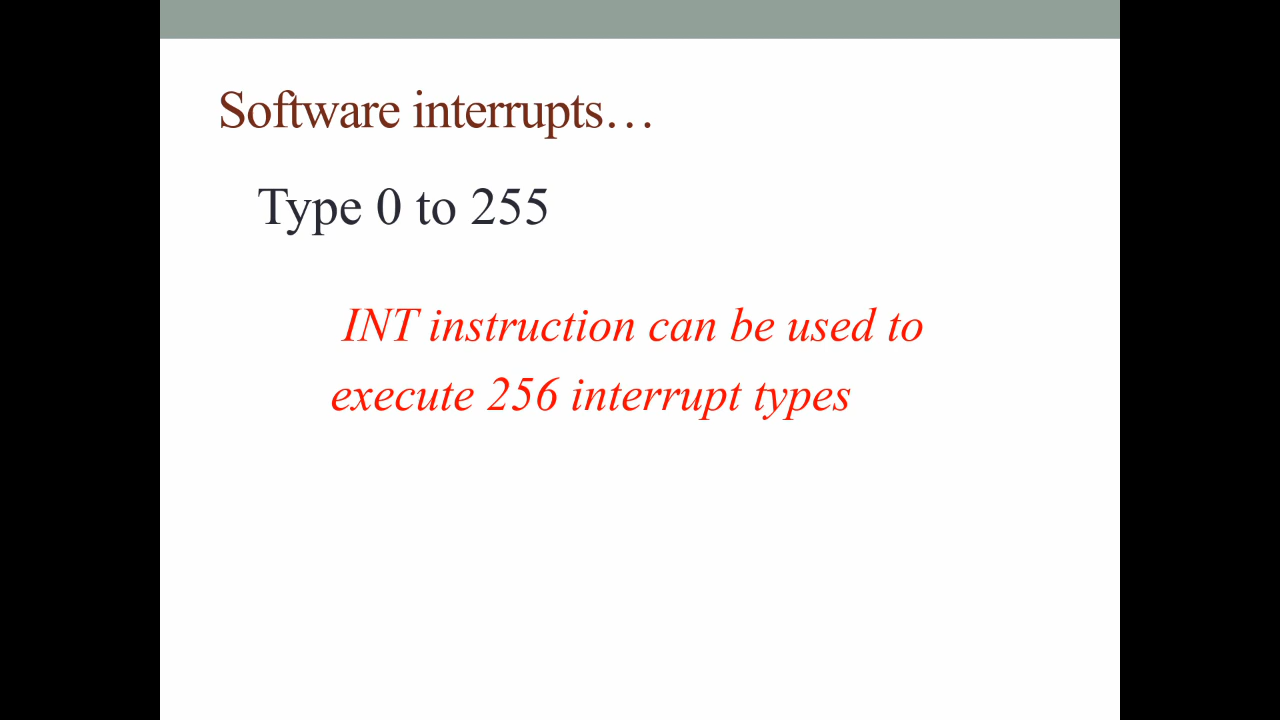 Software interrupts…
Type 0 to 255
INT instruction can be used to
execute 256 interrupt types